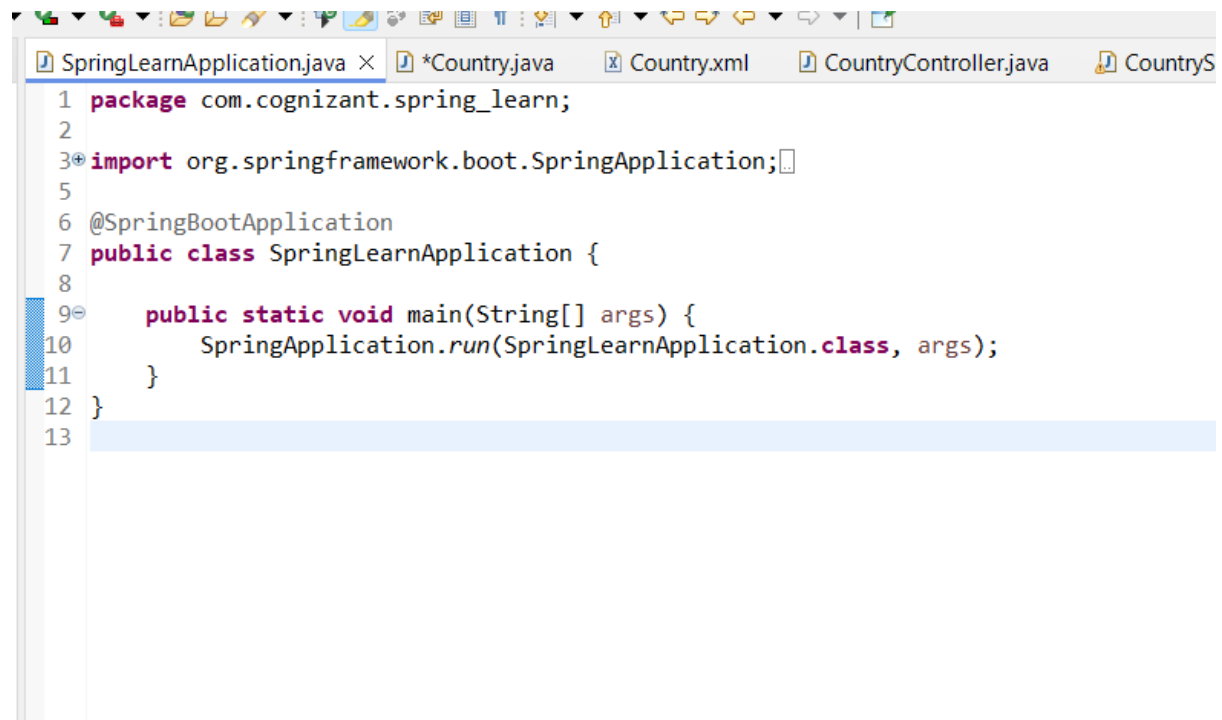 SpringLearnApplication.java *Country.java Country.xml CountryController.java CountryS
1 package com.cognizant.spring_learn;
2
3 import org.springframework.boot.SpringApplication;
5
6 @SpringBootApplication
7 public class SpringLearnApplication {
8
9 public static void main(String[] args) {
10 SpringApplication.run(SpringLearnApplication.class, args);
11 }
12 }
13